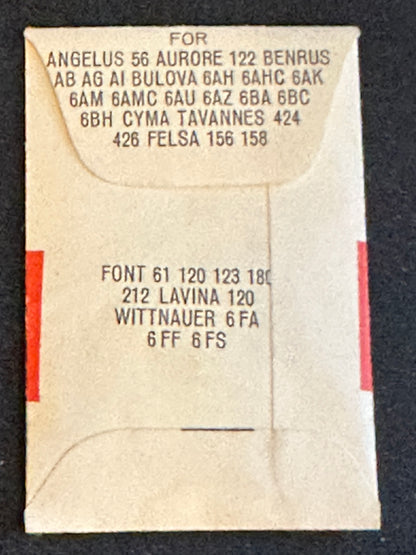 FOR
ANGELUS 56 AURORE 122 BENRUS
AB AG AI BULOVA 6AH 6AHC 6AK
6AM 6AMC 6AU 6AZ 6BA 6BC
6BH CYMA TAVANNES 424
426 FELSA 156 158
FONT 61 120 123 180
212 LAVINA 120
WITTNAUER 6FA
6FF 6FS